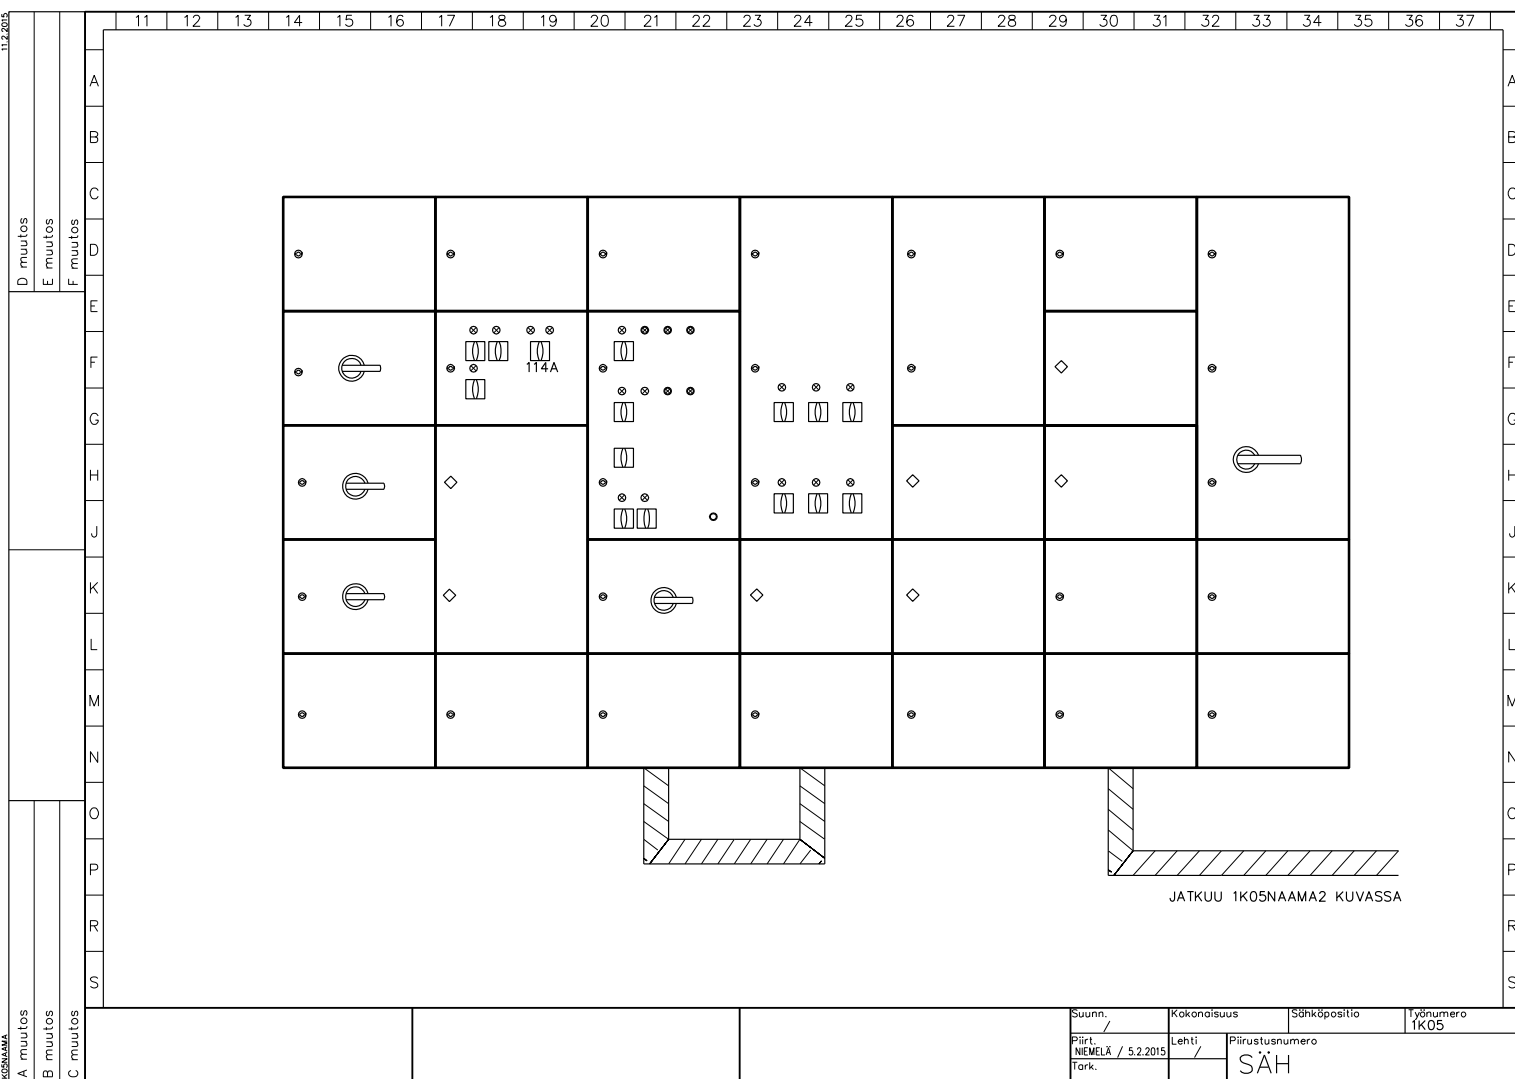 11.2.2015
11 12 13 14 15 16 17 18 19 20 21 22 23 24 25 26 27 28 29 30 31 32 33 34 35 36 37
A A
B B
C C
D D
E E
F F
G G
H H
J J
K K
L L
M M
N N
O O
P P
R R
S S
D muutos
E muutos
F muutos
114A
JATKUU 1K05NAAMA2 KUVASSA
K05NAAMA
A muutos
B muutos
C muutos
Suunn. Kokonaisuus Sähköpositio Työnumero
/ 1K05
Piirt. Lehti Piirustusnumero
NIEMELÄ / 5.2.2015 / SÄH
Tark.